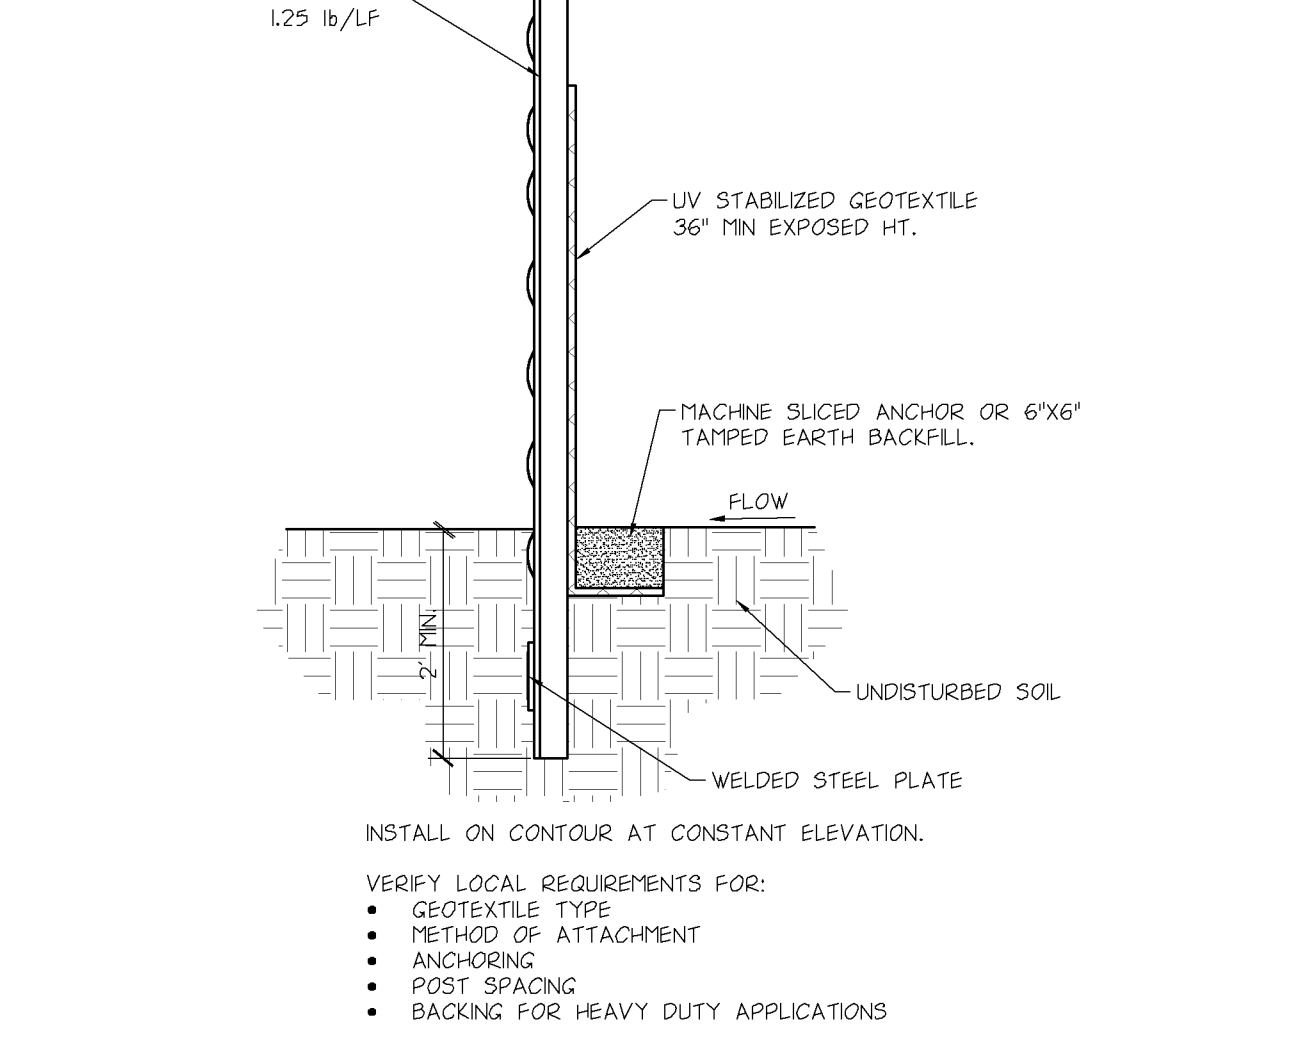 1.25 lb/LF
UV STABILIZED GEOTEXTILE
36" MIN EXPOSED HT.
MACHINE SLICED ANCHOR OR 6"X6"
TAMPED EARTH BACKFILL.
FLOW
2' MIN.
UNDISTURBED SOIL
WELDED STEEL PLATE
INSTALL ON CONTOUR AT CONSTANT ELEVATION.
VERIFY LOCAL REQUIREMENTS FOR:
• GEOTEXTILE TYPE
• METHOD OF ATTACHMENT
• ANCHORING
• POST SPACING
• BACKING FOR HEAVY DUTY APPLICATIONS